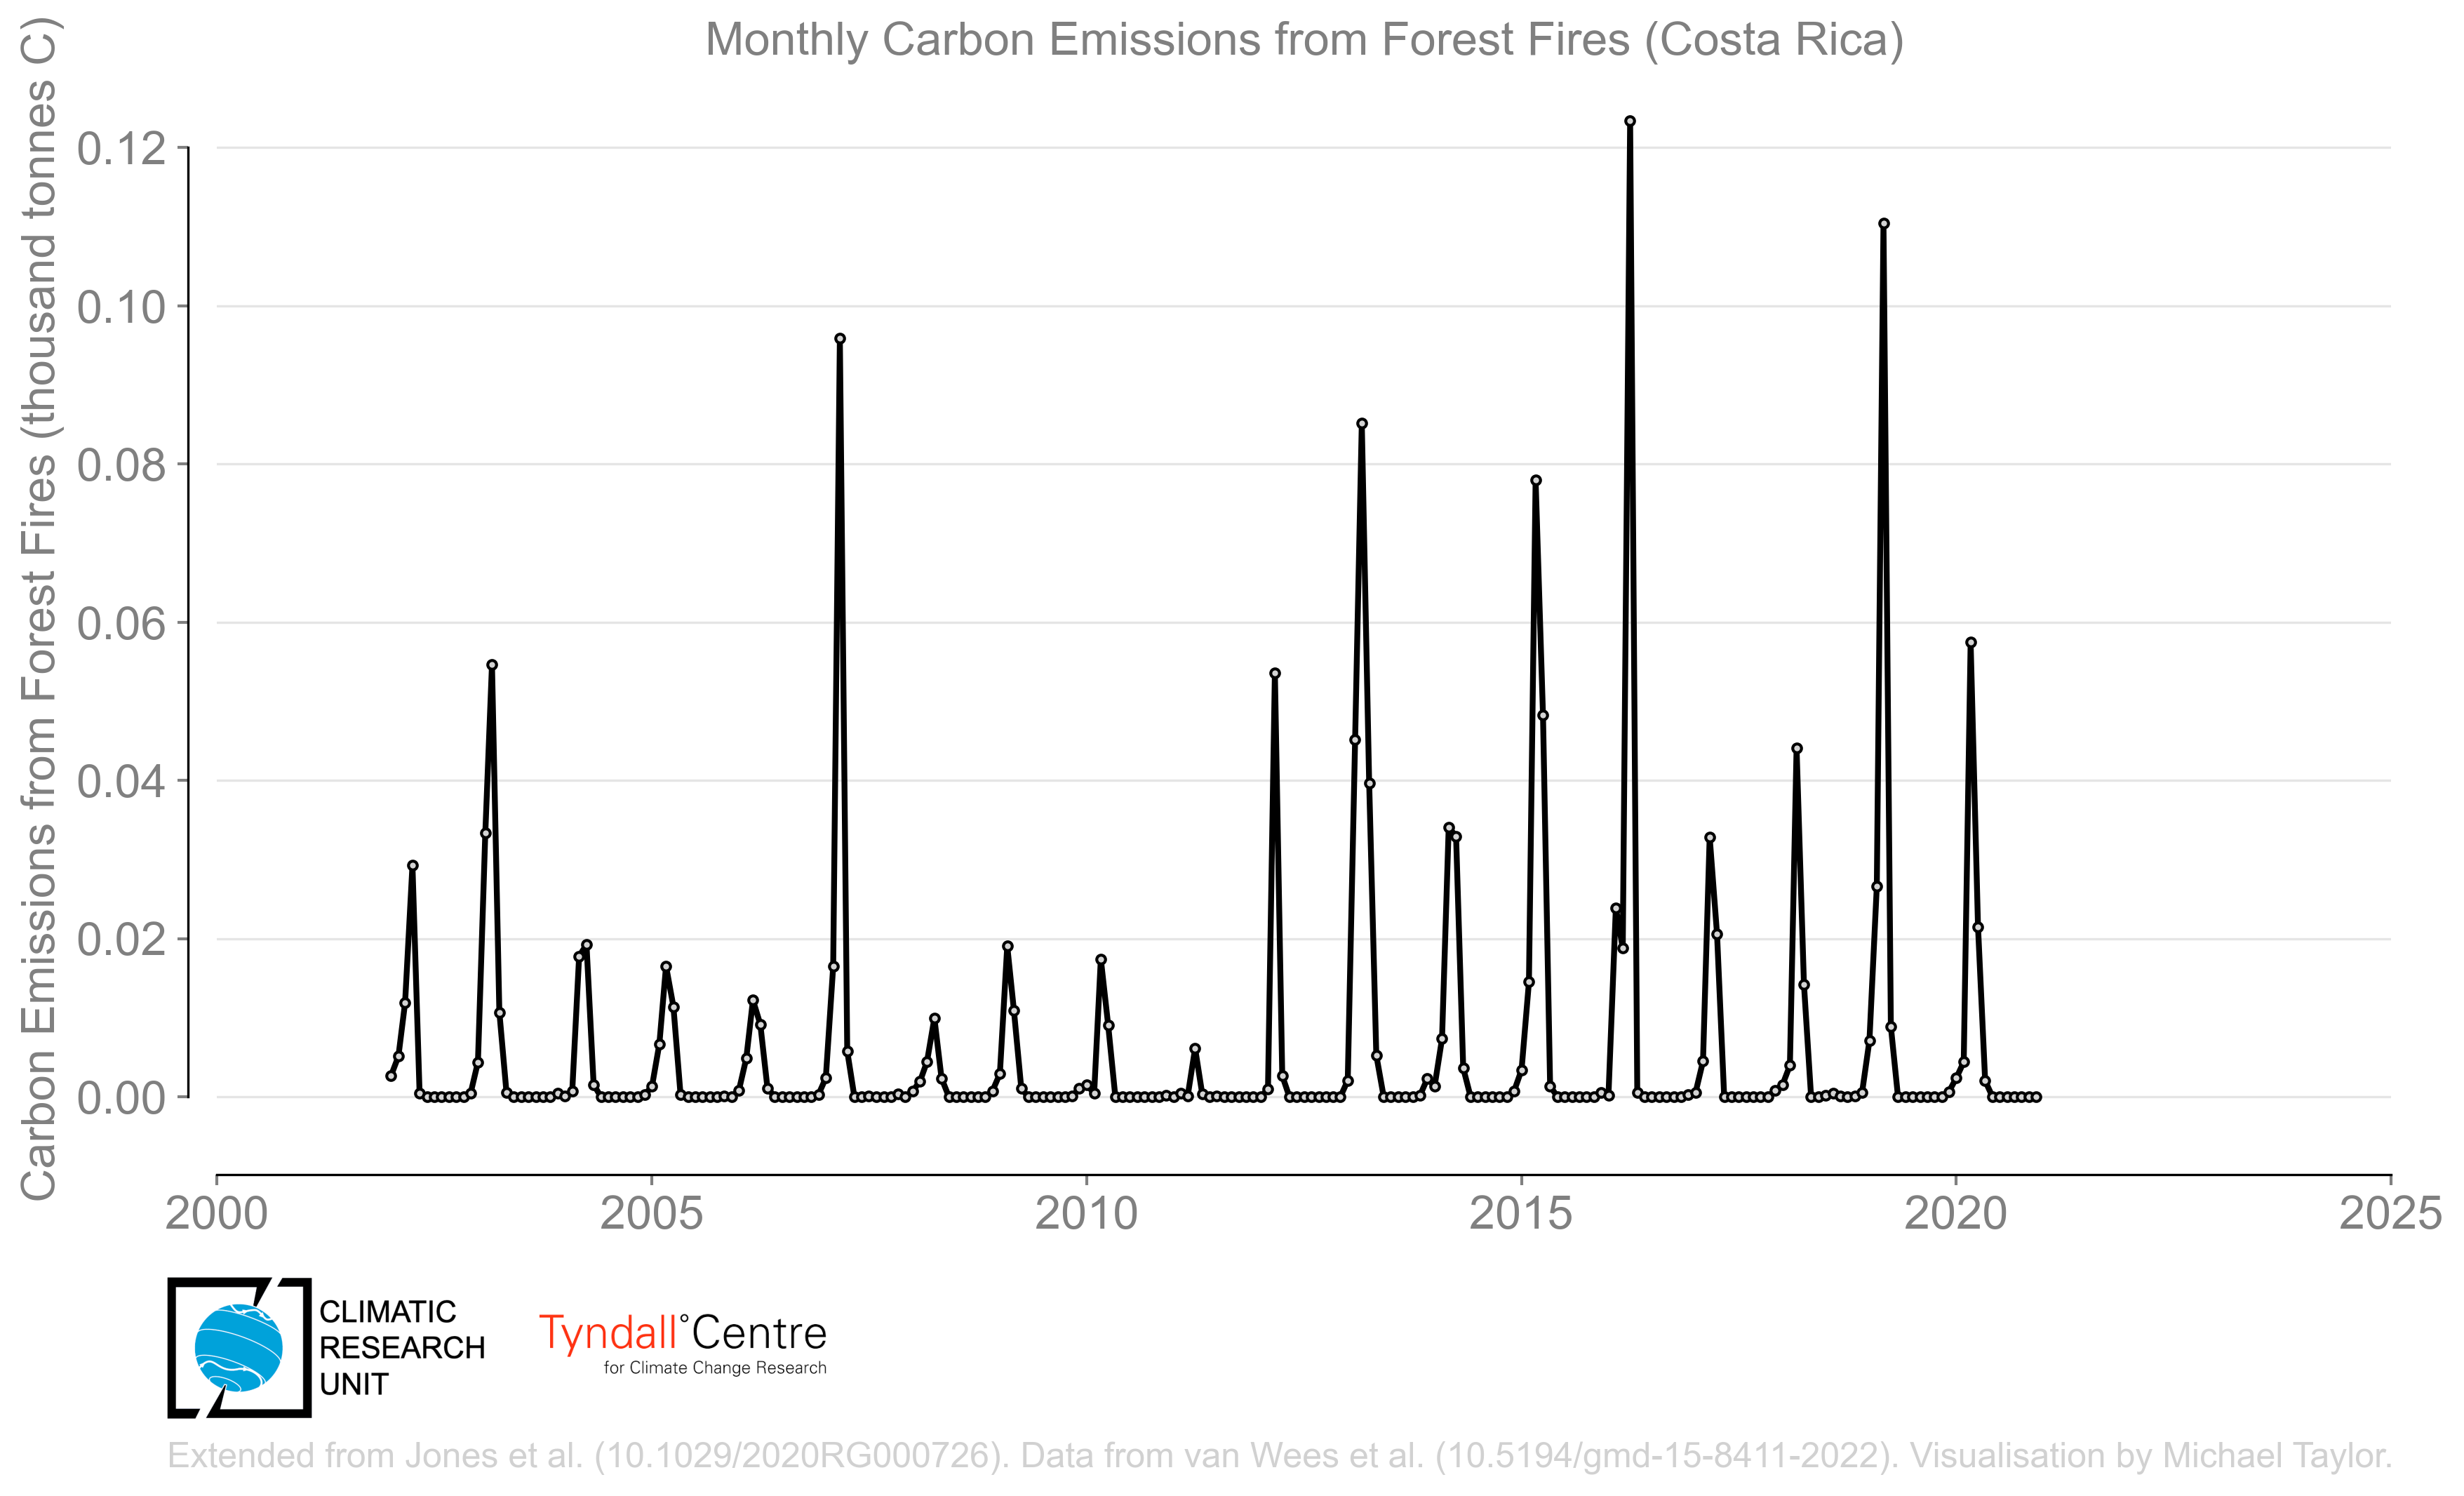 Monthly Carbon Emissions from Forest Fires (Costa Rica)
Carbon Emissions from Forest Fires (thousand tonnes C)
0.12
0.10
0.08
0.06
0.04
0.02
0.00
2000 2005 2010 2015 2020 2025
CLIMATIC
RESEARCH
UNIT
Tyndall°Centre
for Climate Change Research
Extended from Jones et al. (10.1029/2020RG000726). Data from van Wees et al. (10.5194/gmd-15-8411-2022). Visualisation by Michael Taylor.